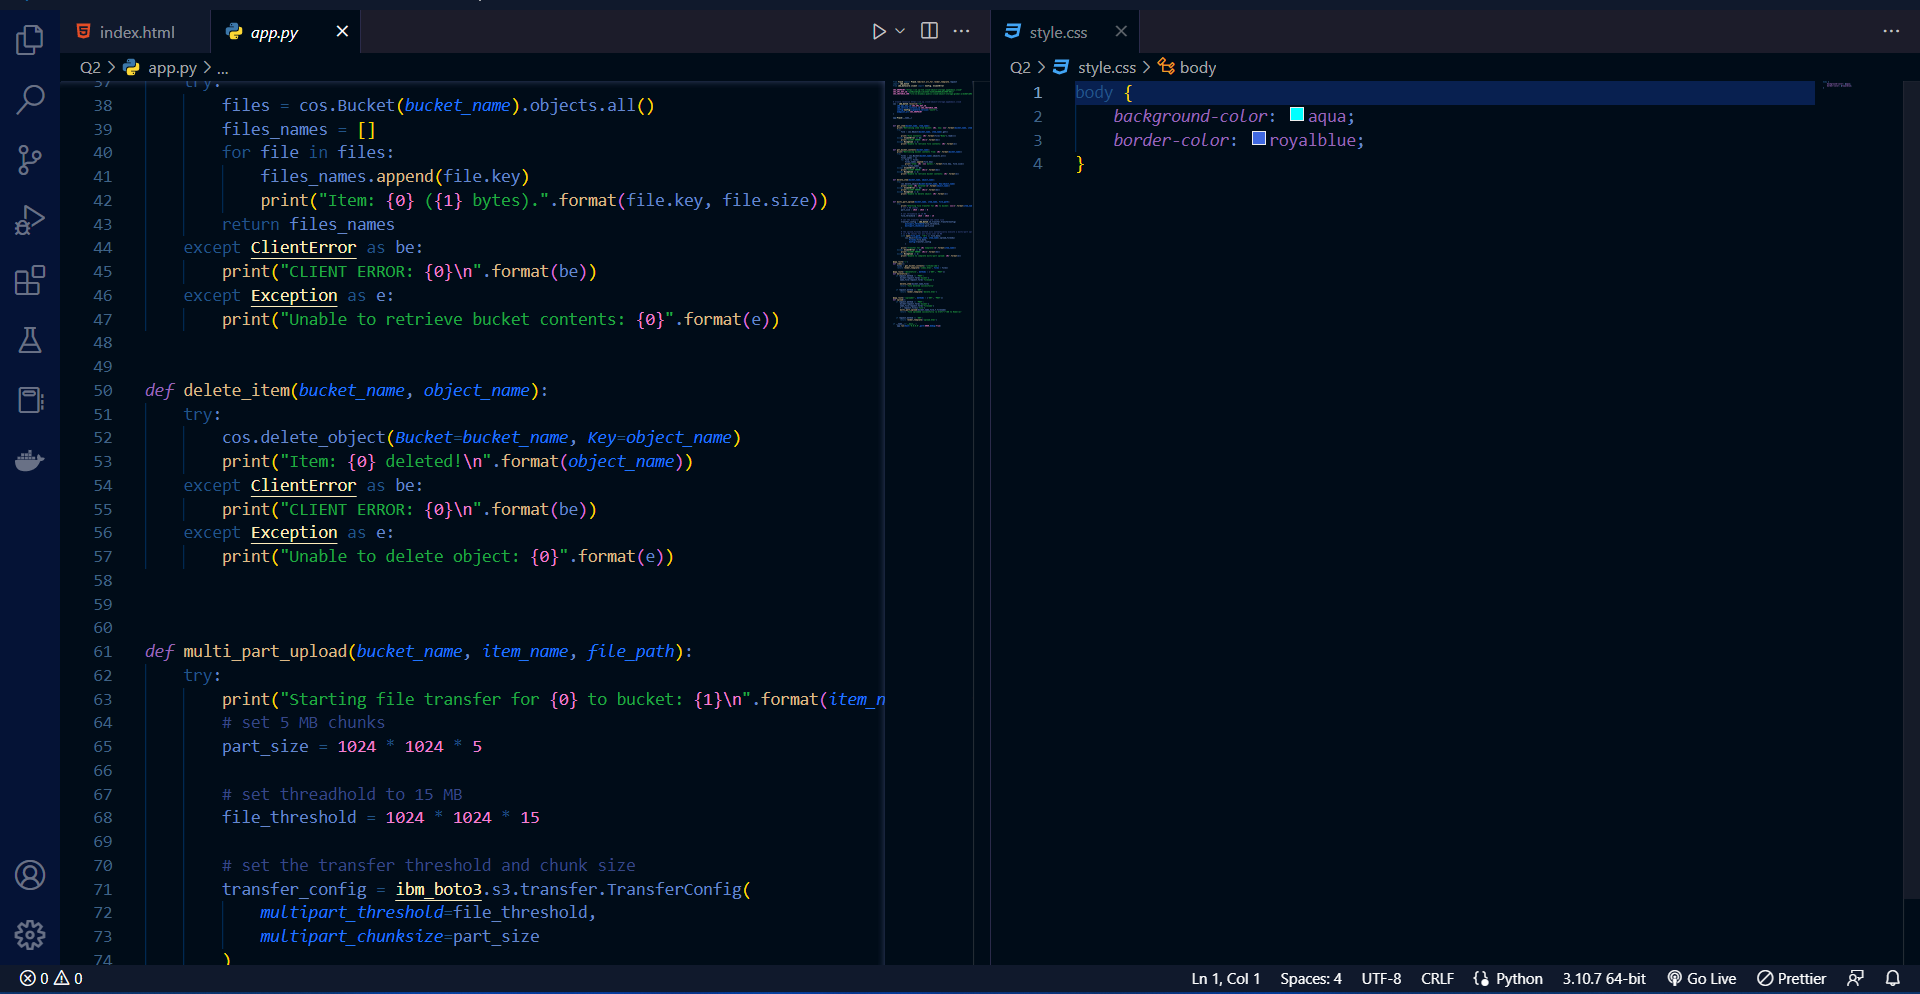 index.html
app.py
style.css
Q2 > app.py > ...
Q2 > style.css > body
37 try:
38 files = cos.Bucket(bucket_name).objects.all()
39 files_names = []
40 for file in files:
41 files_names.append(file.key)
42 print("Item: {0} ({1} bytes).".format(file.key, file.size))
43 return files_names
44 except ClientError as be:
45 print("CLIENT ERROR: {0}\n".format(be))
46 except Exception as e:
47 print("Unable to retrieve bucket contents: {0}".format(e))
48
49
50 def delete_item(bucket_name, object_name):
51 try:
52 cos.delete_object(Bucket=bucket_name, Key=object_name)
53 print("Item: {0} deleted!\n".format(object_name))
54 except ClientError as be:
55 print("CLIENT ERROR: {0}\n".format(be))
56 except Exception as e:
57 print("Unable to delete object: {0}".format(e))
58
59
60
61 def multi_part_upload(bucket_name, item_name, file_path):
62 try:
63 print("Starting file transfer for {0} to bucket: {1}\n".format(item_n
64 # set 5 MB chunks
65 part_size = 1024 * 1024 * 5
66
67 # set threadhold to 15 MB
68 file_threshold = 1024 * 1024 * 15
69
70 # set the transfer threshold and chunk size
71 transfer_config = ibm_boto3.s3.transfer.TransferConfig(
72 multipart_threshold=file_threshold,
73 multipart_chunksize=part_size
74 )
1 body {
2 background-color: aqua;
3 border-color: royalblue;
4 }
0 0
Ln 1, Col 1 Spaces: 4 UTF-8 CRLF Python 3.10.7 64-bit Go Live Prettier